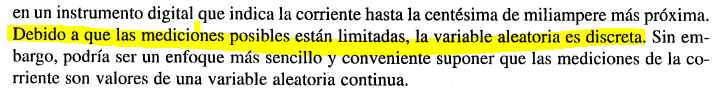 en un instrumento digital que indica la corriente hasta la centésima de miliampere más próxima.
Debido a que las mediciones posibles están limitadas, la variable aleatoria es discreta. Sin em-
bargo, podría ser un enfoque más sencillo y conveniente suponer que las mediciones de la co-
rriente son valores de una variable aleatoria continua.